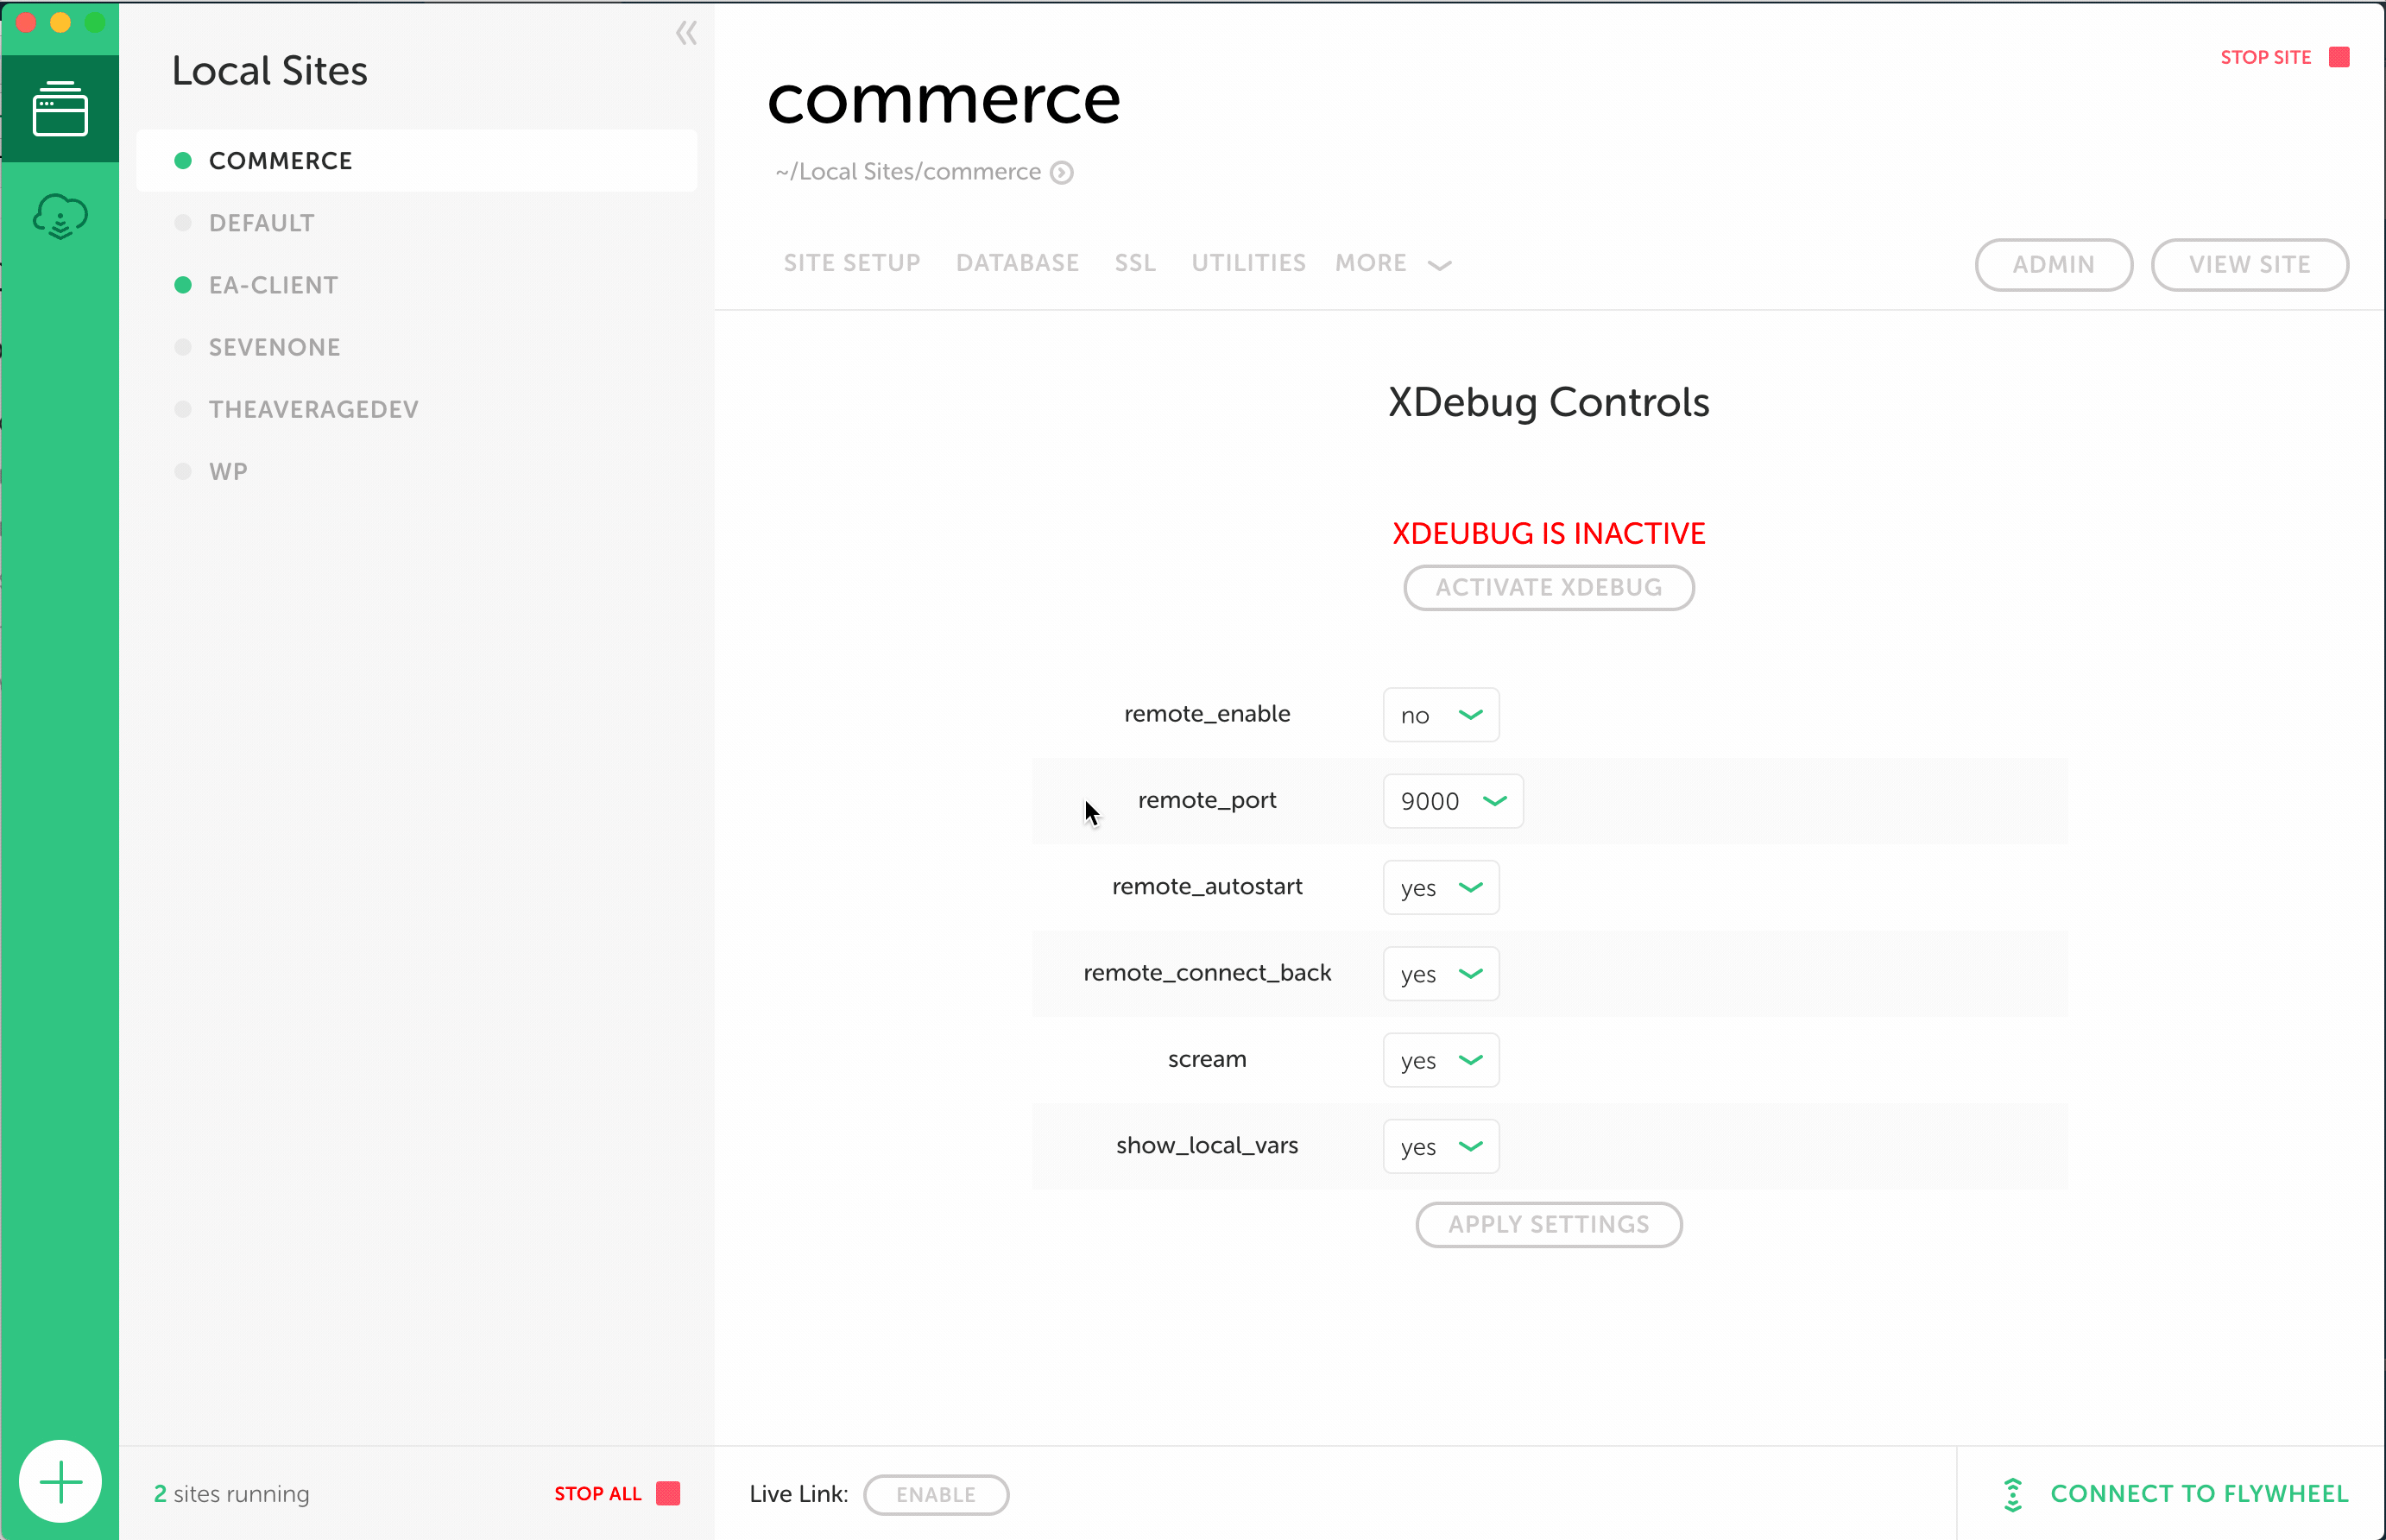 Local Sites
COMMERCE
DEFAULT
EA-CLIENT
SEVENONE
THEAVERAGEDEV
WP
2 sites running
STOP ALL
STOP SITE
commerce
~/Local Sites/commerce
SITE SETUP DATABASE SSL UTILITIES MORE
ADMIN VIEW SITE
XDebug Controls
XDEUBUG IS INACTIVE
ACTIVATE XDEBUG
remote_enable no
remote_port 9000
remote_autostart yes
remote_connect_back yes
scream yes
show_local_vars yes
APPLY SETTINGS
Live Link: ENABLE
CONNECT TO FLYWHEEL